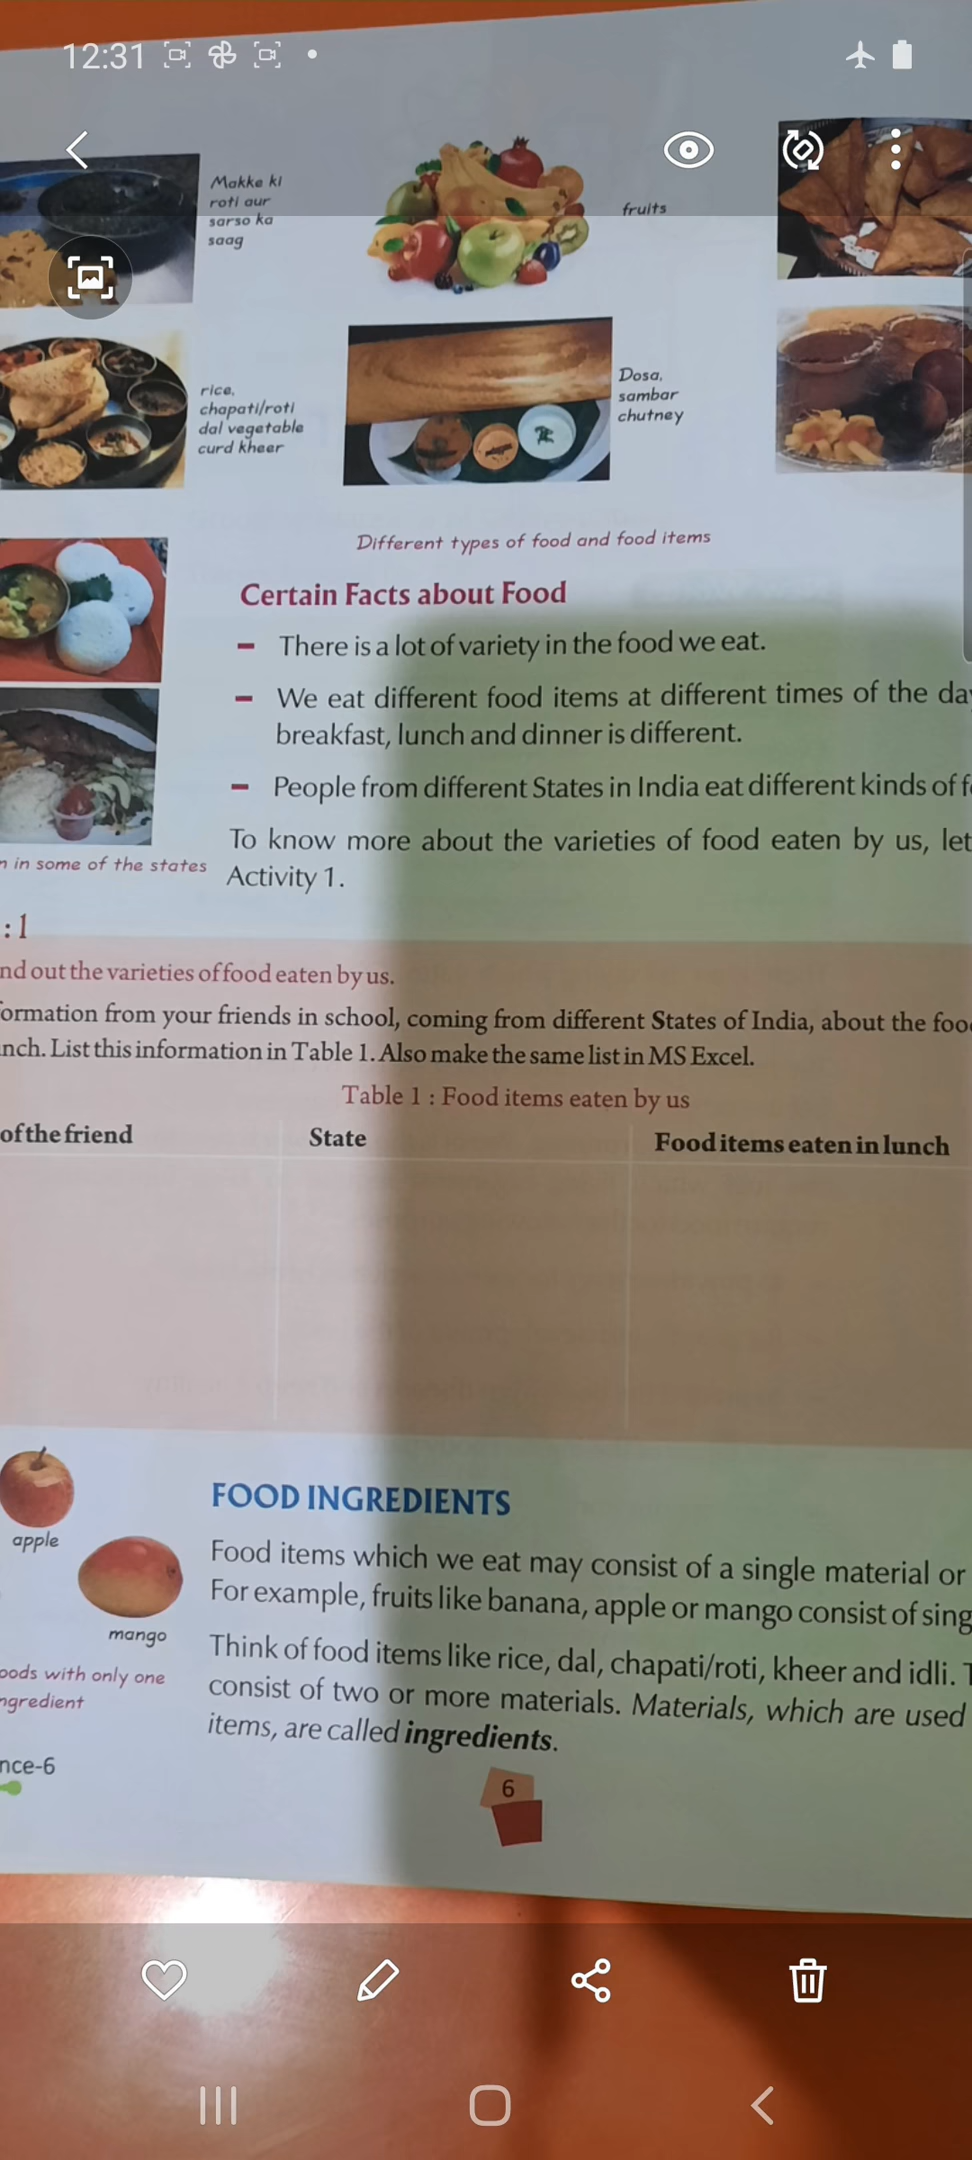 12:31
Makke ki
roti aur
sarso ka
saag
fruits
rice,
chapati/roti
dal vegetable
curd kheer
Dosa,
sambar
chutney
Different types of food and food items
Certain Facts about Food
There is a lot of variety in the food we eat.
We eat different food items at different times of the
breakfast, lunch and dinner is different.
People from different States in India eat different kinds of
in some of the states
To know more about the varieties of food eaten by us, let
Activity 1.
: 1
out the varieties of food eaten by us.
from your friends in school, coming from different States of India, about the
List this information in Table 1. Also make the same list in MS Excel.
Table 1 : Food items eaten by us
of the friend
State
Food items eaten in lunch
apple
mango
FOOD INGREDIENTS
Food items which we eat may consist of a single material or
For example, fruits like banana, apple or mango consist of
Think of food items like rice, dal, chapati/roti, kheer and idli.
consist of two or more materials. Materials, which are used
items, are called ingredients.
with only one
-6
6